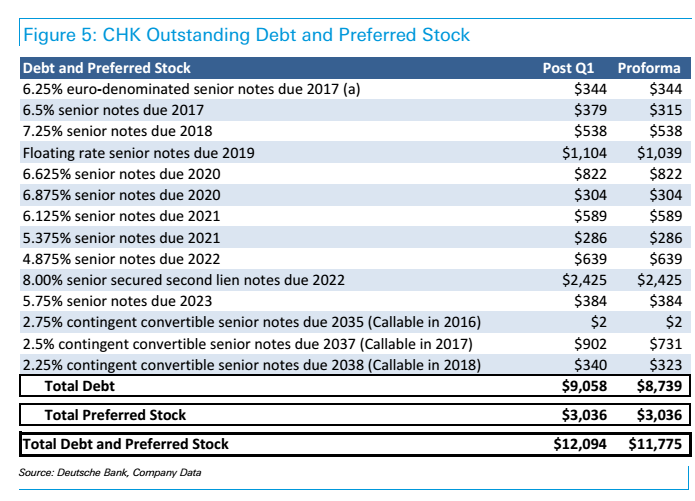 Figure 5: CHK Outstanding Debt and Preferred Stock
Debt and Preferred Stock Post Q1 Proforma
6.25% euro-denominated senior notes due 2017 (a) $344 $344
6.5% senior notes due 2017 $379 $315
7.25% senior notes due 2018 $538 $538
Floating rate senior notes due 2019 $1,104 $1,039
6.625% senior notes due 2020 $822 $822
6.875% senior notes due 2020 $304 $304
6.125% senior notes due 2021 $589 $589
5.375% senior notes due 2021 $286 $286
4.875% senior notes due 2022 $639 $639
8.00% senior secured second lien notes due 2022 $2,425 $2,425
5.75% senior notes due 2023 $384 $384
2.75% contingent convertible senior notes due 2035 (Callable in 2016) $2 $2
2.5% contingent convertible senior notes due 2037 (Callable in 2017) $902 $731
2.25% contingent convertible senior notes due 2038 (Callable in 2018) $340 $323
Total Debt $9,058 $8,739
Total Preferred Stock $3,036 $3,036
Total Debt and Preferred Stock $12,094 $11,775
Source: Deutsche Bank, Company Data